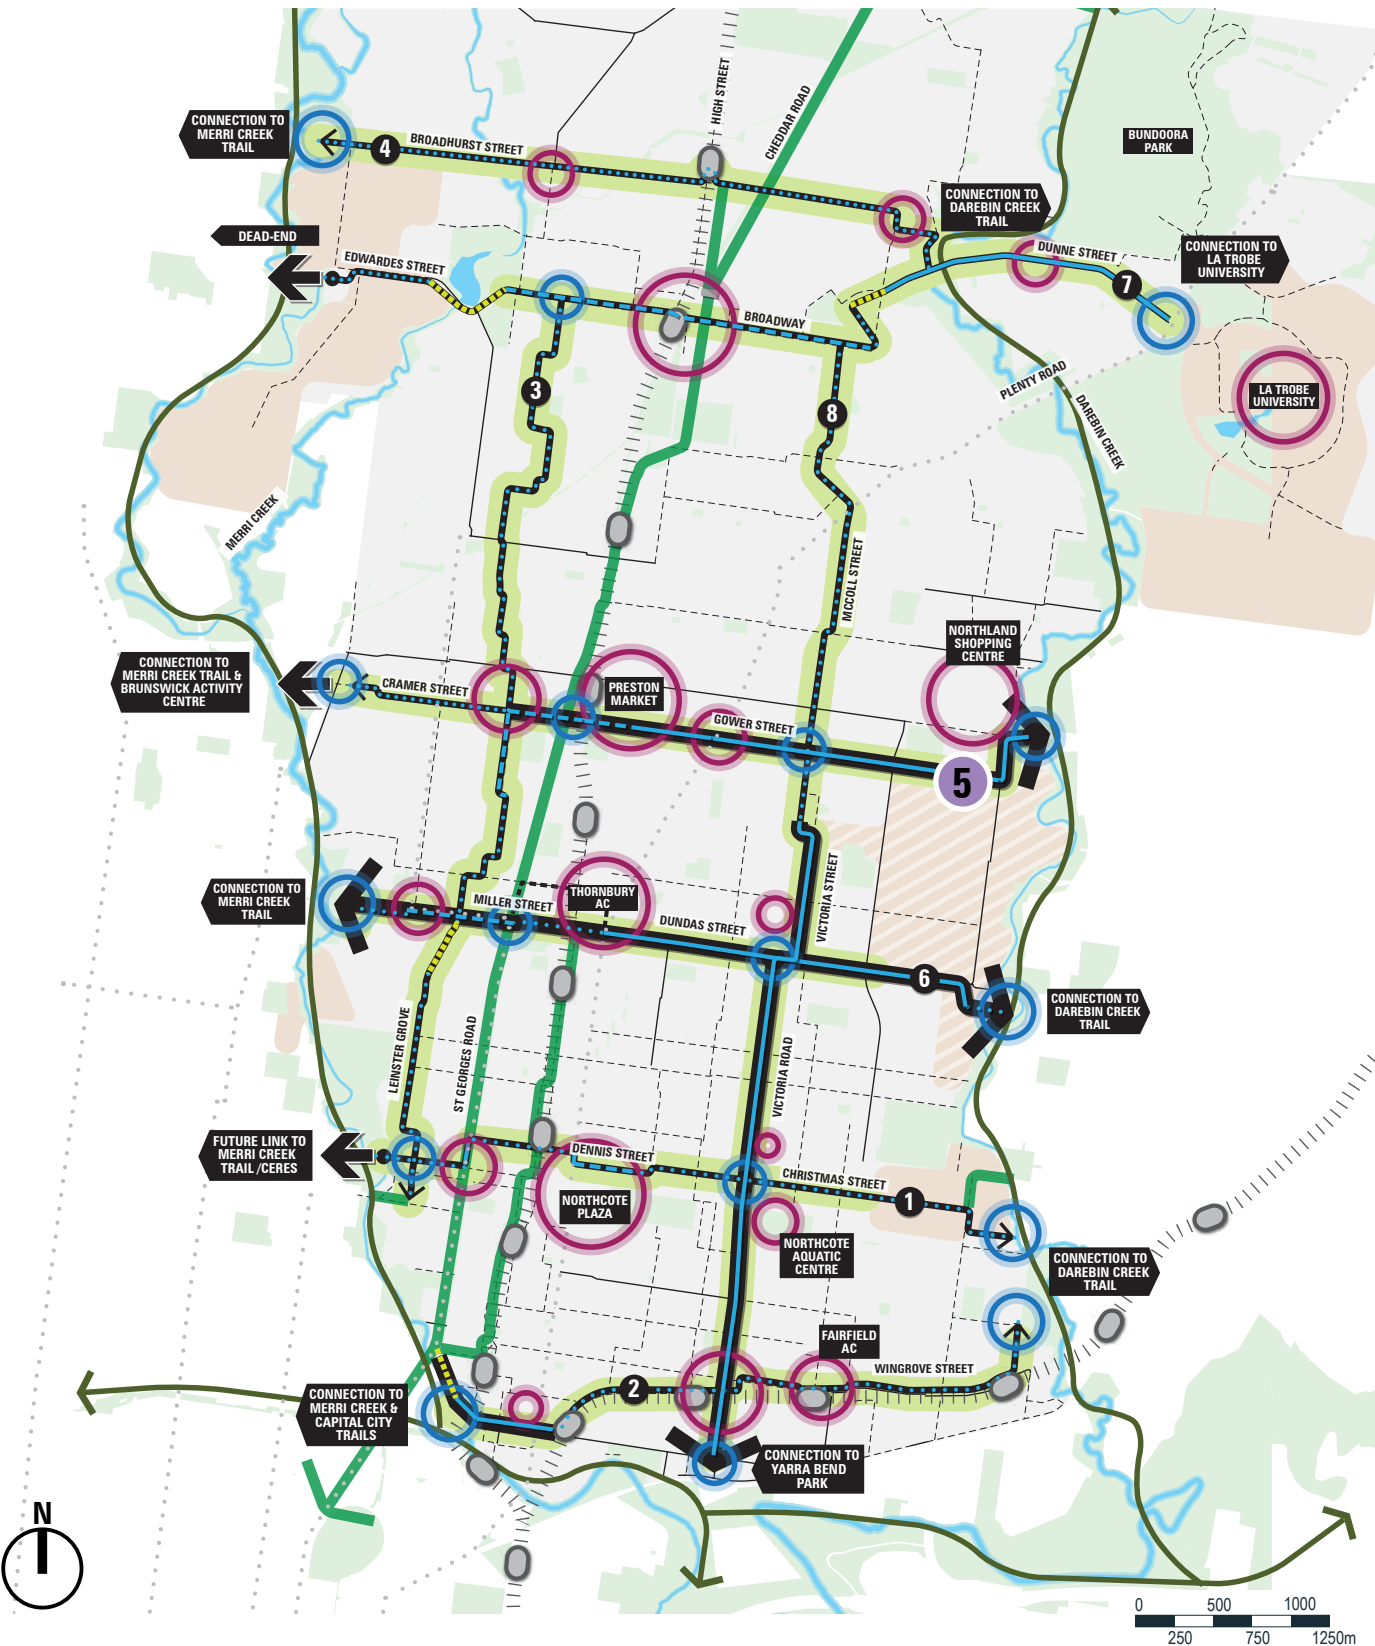 HIGH STREET
CHEDDAR ROAD
CONNECTION TO
MERRI CREEK
TRAIL
4
BROADHURST STREET
BUNDOORA
PARK
CONNECTION TO
DAREBIN CREEK
TRAIL
DEAD-END
EDWARDES STREET
DUNNE STREET
CONNECTION TO
LA TROBE
UNIVERSITY
7
BROADWAY
3
8
PLENTY ROAD
LA TROBE
UNIVERSITY
DAREBIN CREEK
MERRI CREEK
MCCOLL STREET
NORTHLAND
SHOPPING
CENTRE
CONNECTION TO
MERRI CREEK TRAIL &
BRUNSWICK ACTIVITY
CENTRE
CRAMER STREET
PRESTON
MARKET
GOWER STREET
5
VICTORIA STREET
CONNECTION TO
MERRI CREEK
TRAIL
MILLER STREET
THORNBURY
AC
DUNDAS STREET
6
CONNECTION TO
DAREBIN CREEK
TRAIL
LEINSTER GROVE
ST GEORGES ROAD
VICTORIA ROAD
FUTURE LINK TO
MERRI CREEK
TRAIL /CERES
DENNIS STREET
CHRISTMAS STREET
1
NORTHCOTE
PLAZA
NORTHCOTE
AQUATIC
CENTRE
CONNECTION TO
DAREBIN CREEK
TRAIL
FAIRFIELD
AC
WINGROVE STREET
2
CONNECTION TO
MERRI CREEK &
CAPITAL CITY
TRAILS
CONNECTION TO
YARRA BEND
PARK
N
0 500 1000
250 750 1250m